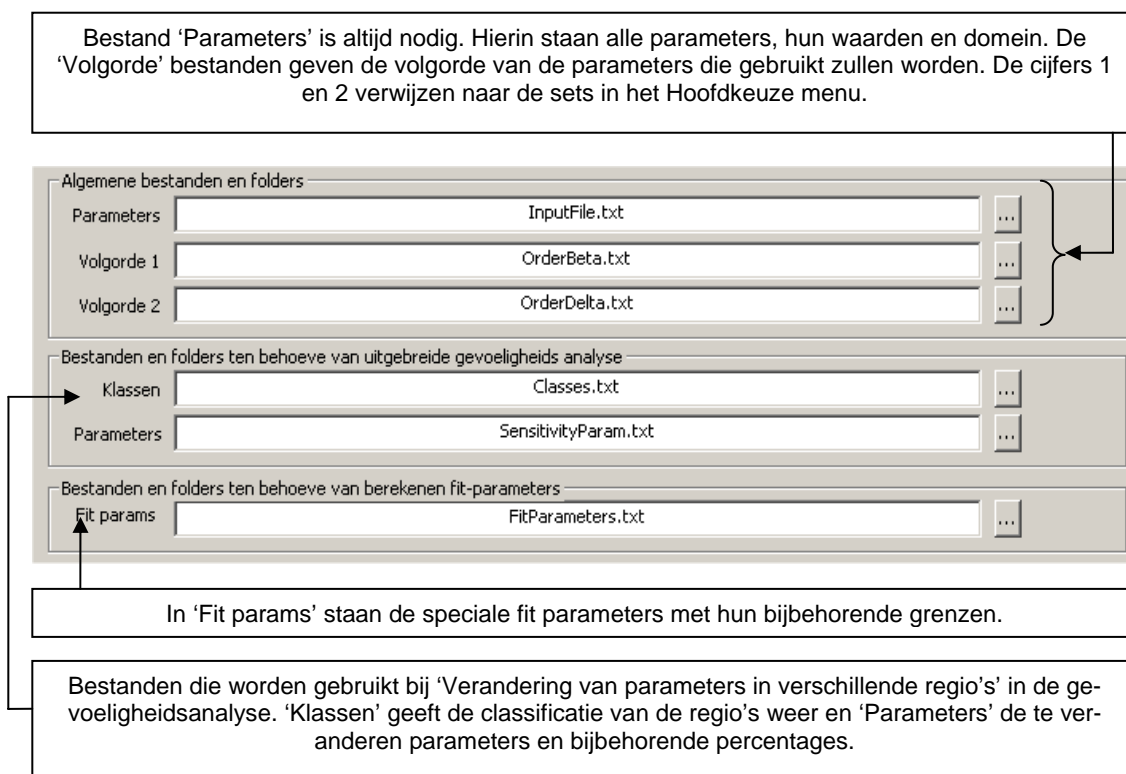 Bestand ‘Parameters’ is altijd nodig. Hierin staan alle parameters, hun waarden en domein. De
‘Volgorde’ bestanden geven de volgorde van de parameters die gebruikt zullen worden. De cijfers 1
en 2 verwijzen naar de sets in het Hoofdkeuze menu.
Algemene bestanden en folders
Parameters InputFile.txt ...
Volgorde 1 OrderBeta.txt ...
Volgorde 2 OrderDelta.txt ...
Bestanden en folders ten behoeve van uitgebreide gevoeligheids analyse
Klassen Classes.txt ...
Parameters SensitivityParam.txt ...
Bestanden en folders ten behoeve van berekenen fit-parameters
Fit params FitParameters.txt ...
In ‘Fit params’ staan de speciale fit parameters met hun bijbehorende grenzen.
Bestanden die worden gebruikt bij ‘Verandering van parameters in verschillende regio’s’ in de ge-
voeligheidsanalyse. ‘Klassen’ geeft de classificatie van de regio’s weer en ‘Parameters’ de te ver-
anderen parameters en bijbehorende percentages.